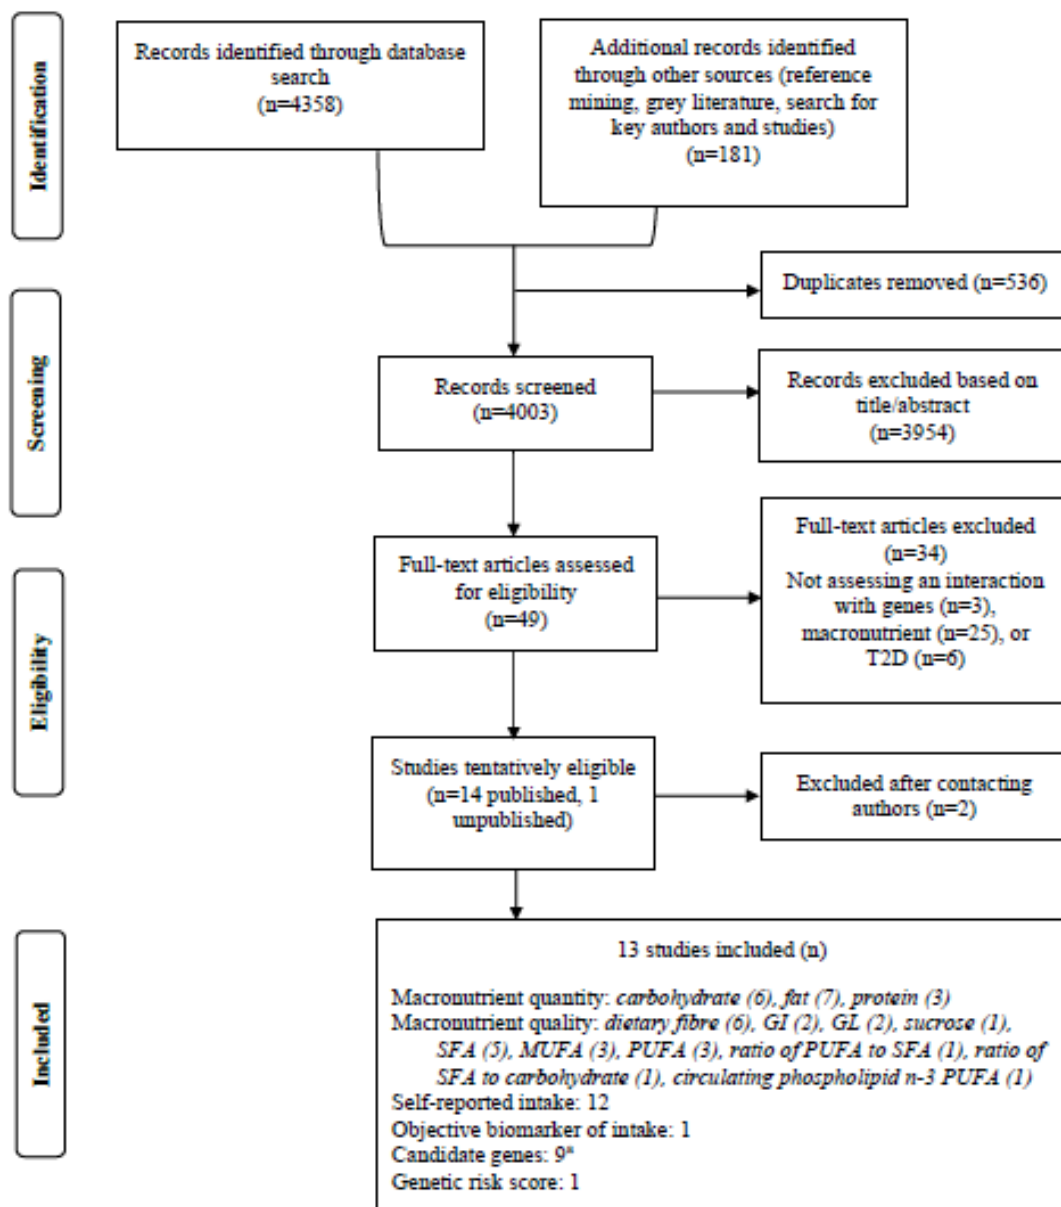 Identification
Records identified through database
search
(n=4358)
Additional records identified
through other sources (reference
mining, grey literature, search for
key authors and studies)
(n=181)
Duplicates removed (n=536)
Screening
Records screened
(n=4003)
Records excluded based on
title/abstract
(n=3954)
Eligibility
Full-text articles assessed
for eligibility
(n=49)
Full-text articles excluded
(n=34)
Not assessing an interaction
with genes (n=3),
macronutrient (n=25), or
T2D (n=6)
Studies tentatively eligible
(n=14 published, 1
unpublished)
Excluded after contacting
authors (n=2)
Included
13 studies included (n)
Macronutrient quantity: carbohydrate (6), fat (7), protein (3)
Macronutrient quality: dietary fibre (6), GI (2), GL (2), sucrose (1),
SFA (5), MUFA (3), PUFA (3), ratio of PUFA to SFA (1), ratio of
SFA to carbohydrate (1), circulating phospholipid n-3 PUFA (1)
Self-reported intake: 12
Objective biomarker of intake: 1
Candidate genes: 9ª
Genetic risk score: 1